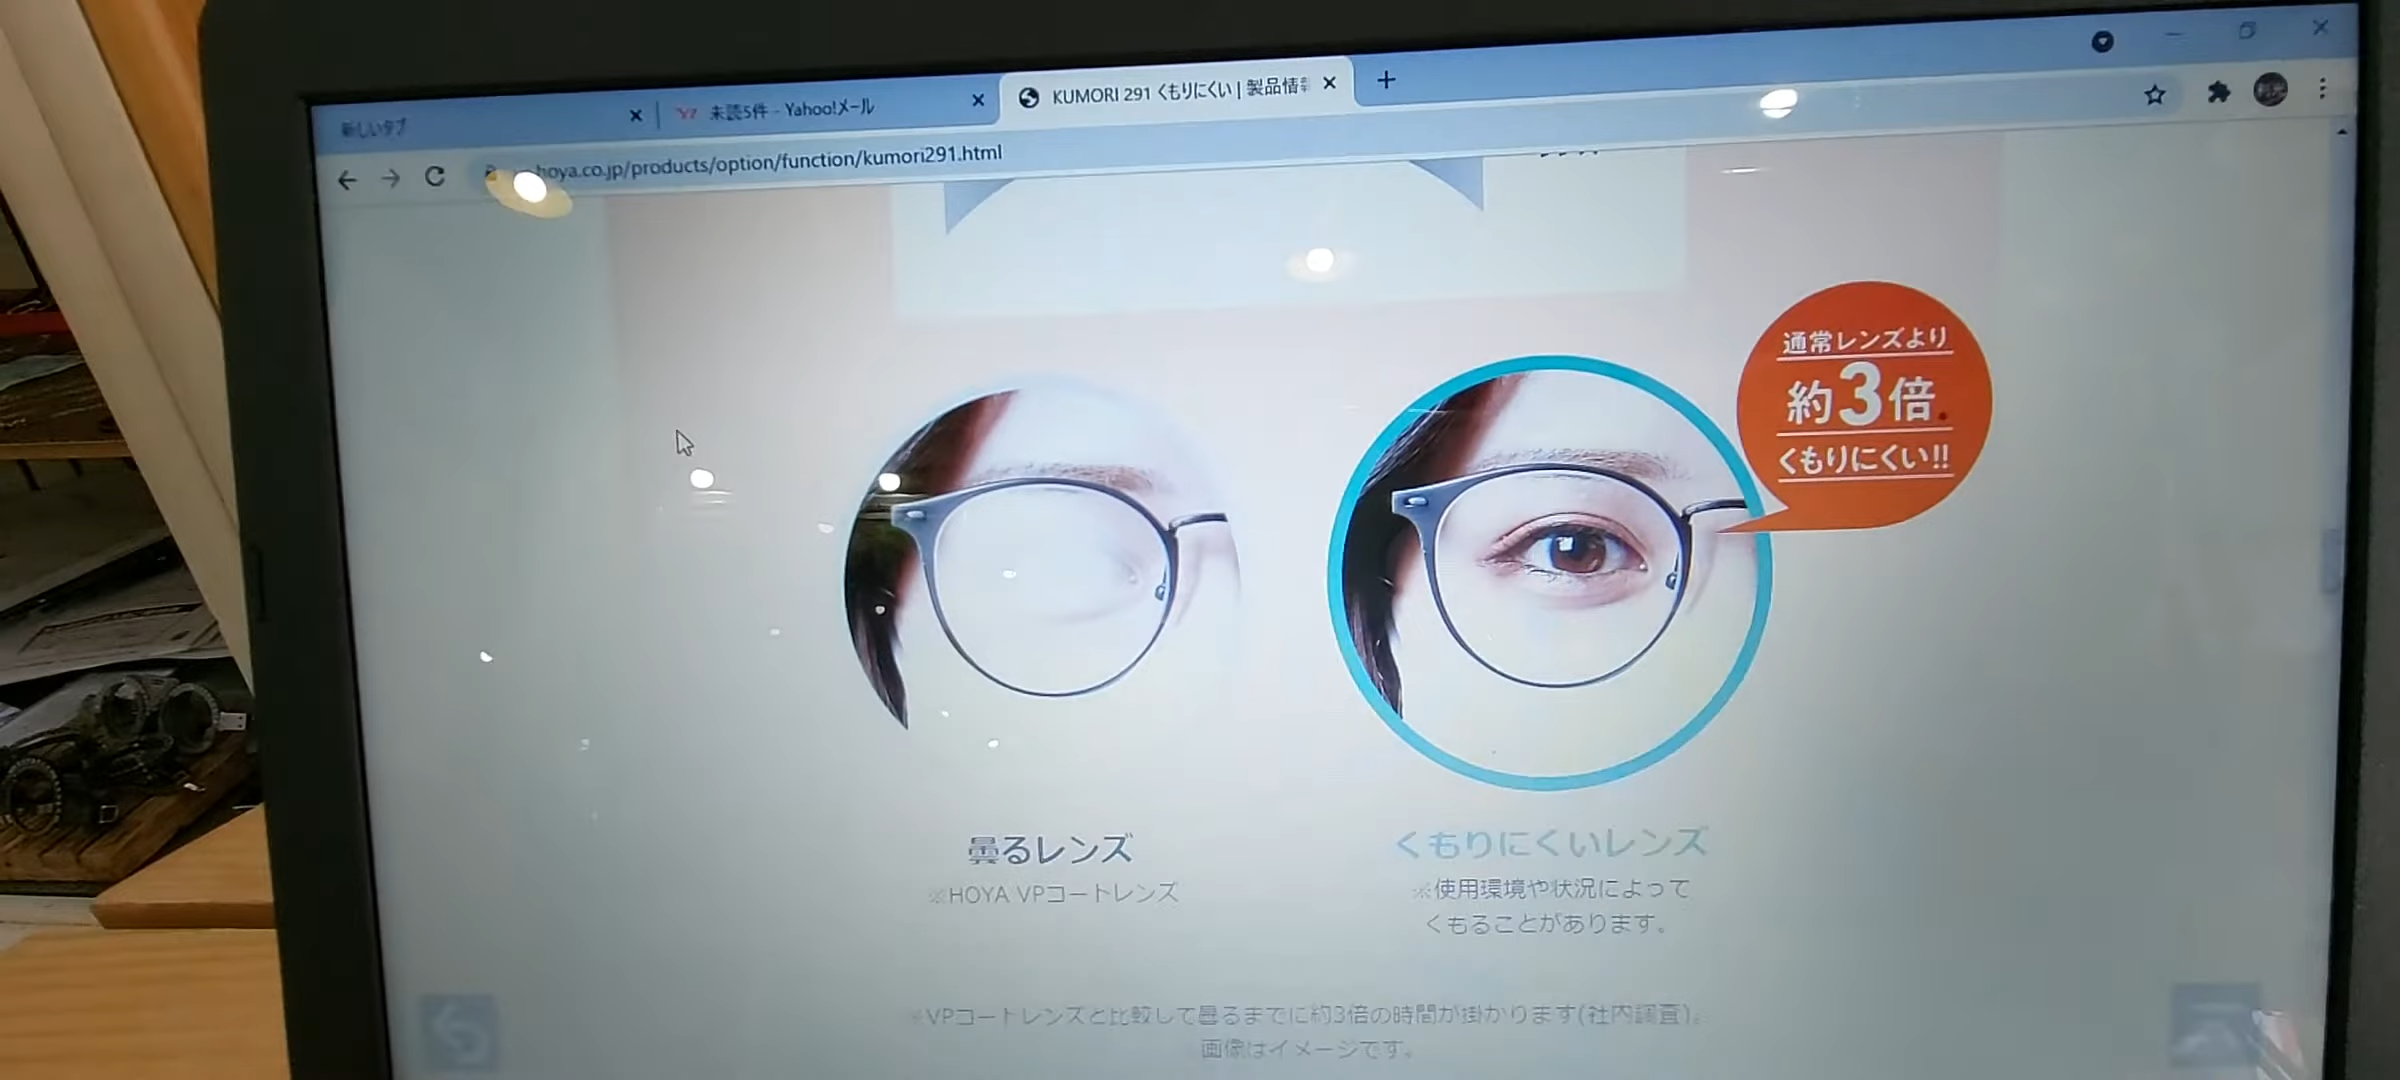 新しいタブ
未読5件 - Yahoo!メール
KUMORI 291 くもりにくい | 製品情報
hoya.co.jp/products/option/function/kumori291.html
通常レンズより
約3倍
くもりにくい!!
曇るレンズ
※HOYA VPコートレンズ
くもりにくいレンズ
※使用環境や状況によって
くもることがあります。
※VPコートレンズと比較して曇るまでに約3倍の時間が掛かります(社内調査)。
画像はイメージです。